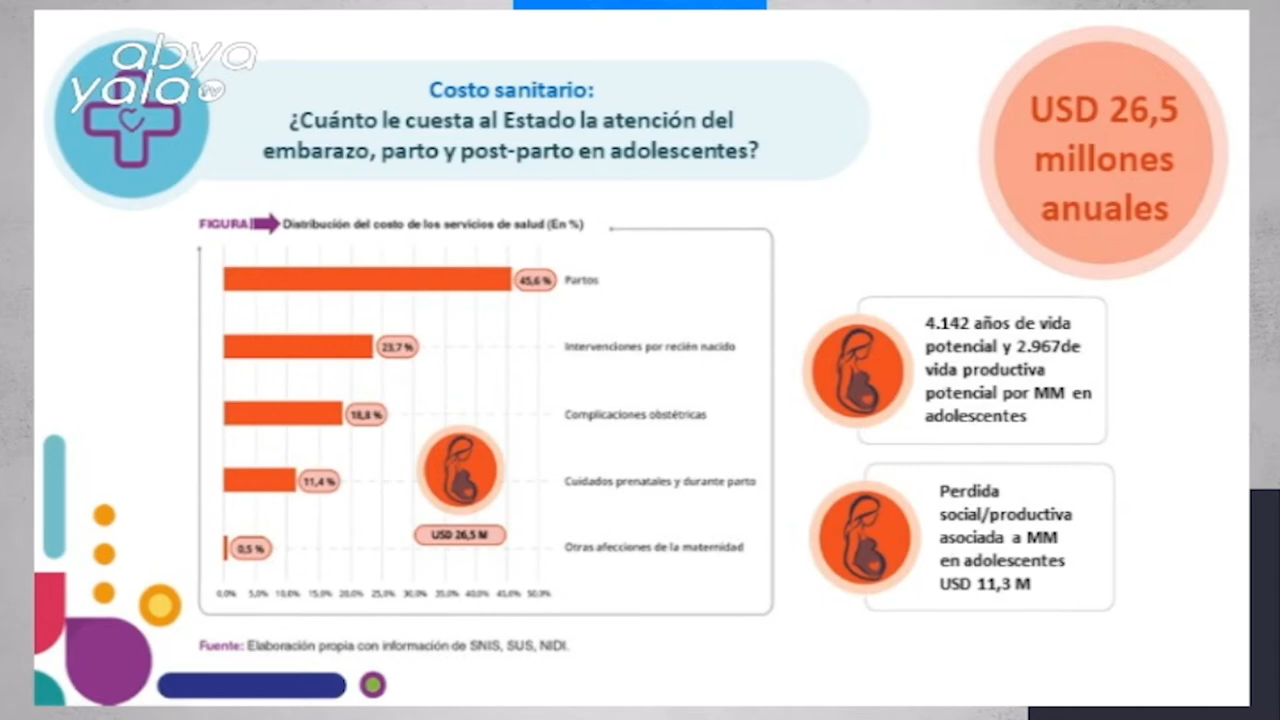 abya
yala tv
Costo sanitario:
¿Cuánto le cuesta al Estado la atención del
embarazo, parto y post-parto en adolescentes?
USD 26,5
millones
anuales
FIGURA Distribución del costo de los servicios de salud (En %)
45,6 % Partos
23,7 % Intervenciones por recién nacido
18,8 % Complicaciones obstétricas
11,4 % Cuidados prenatales y durante parto
USD 26,5 M
0,5 % Otras afecciones de la maternidad
0,0% 5,0% 10,0% 15,0% 20,0% 25,0% 30,0% 35,0% 40,0% 45,0% 50,0%
Fuente: Elaboración propia con información de SNIS, SUS, NIDI.
4.142 años de vida
potencial y 2.967de
vida productiva
potencial por MM en
adolescentes
Perdida
social/productiva
asociada a MM
en adolescentes
USD 11,3 M